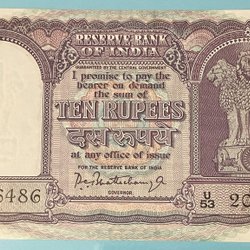 RESERVE BANK
OF INDIA
GUARANTEED BY THE CENTRAL GOVERNMENT
I promise to pay the
bearer on demand
the sum of
TEN RUPEES
दस रुपये
at any office of issue
FOR THE RESERVE BANK OF INDIA
GOVERNOR.
6486
U/53 20